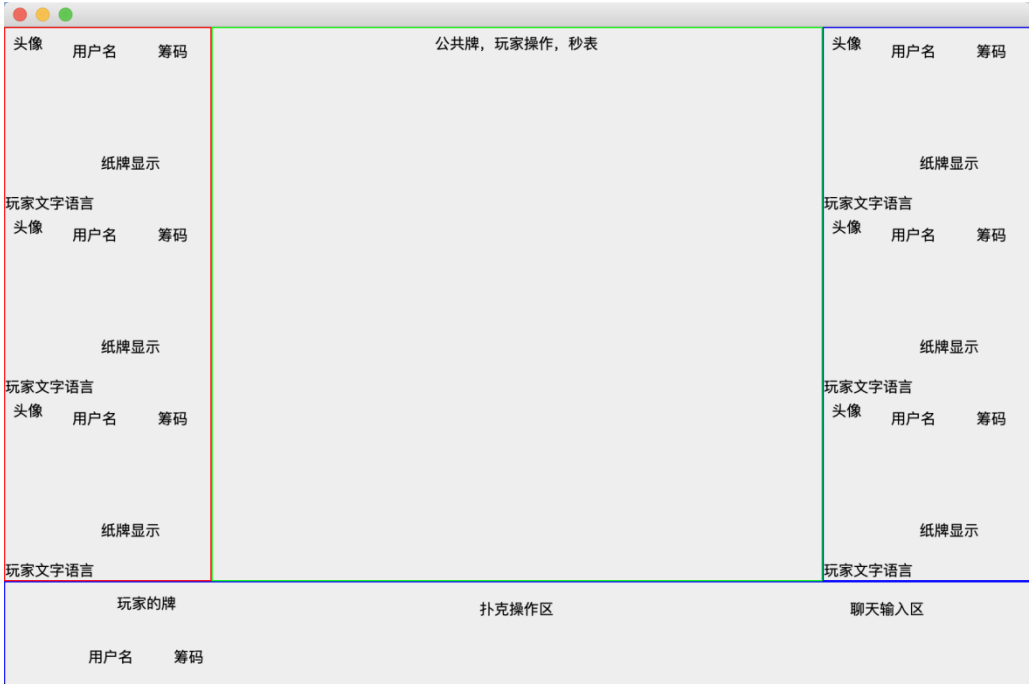 头像 用户名 筹码
纸牌显示
玩家文字语言
头像 用户名 筹码
纸牌显示
玩家文字语言
头像 用户名 筹码
纸牌显示
玩家文字语言
公共牌，玩家操作，秒表
头像 用户名 筹码
纸牌显示
玩家文字语言
头像 用户名 筹码
纸牌显示
玩家文字语言
头像 用户名 筹码
纸牌显示
玩家文字语言
玩家的牌
用户名 筹码
扑克操作区
聊天输入区